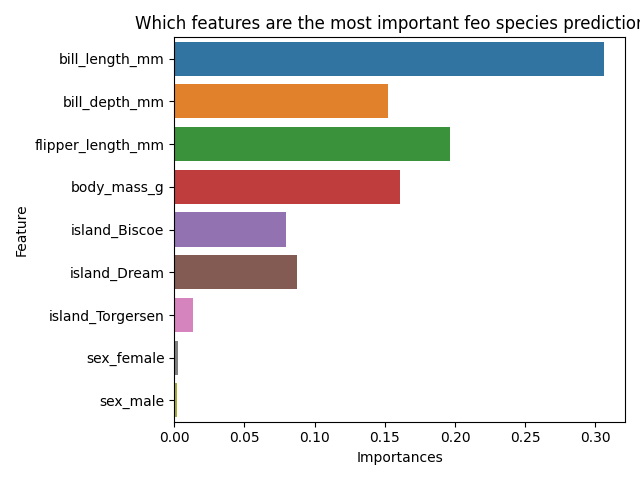 Which features are the most important feo species prediction
bill_length_mm
bill_depth_mm
flipper_length_mm
body_mass_g
island_Biscoe
island_Dream
island_Torgersen
sex_female
sex_male
Feature
0.00 0.05 0.10 0.15 0.20 0.25 0.30
Importances